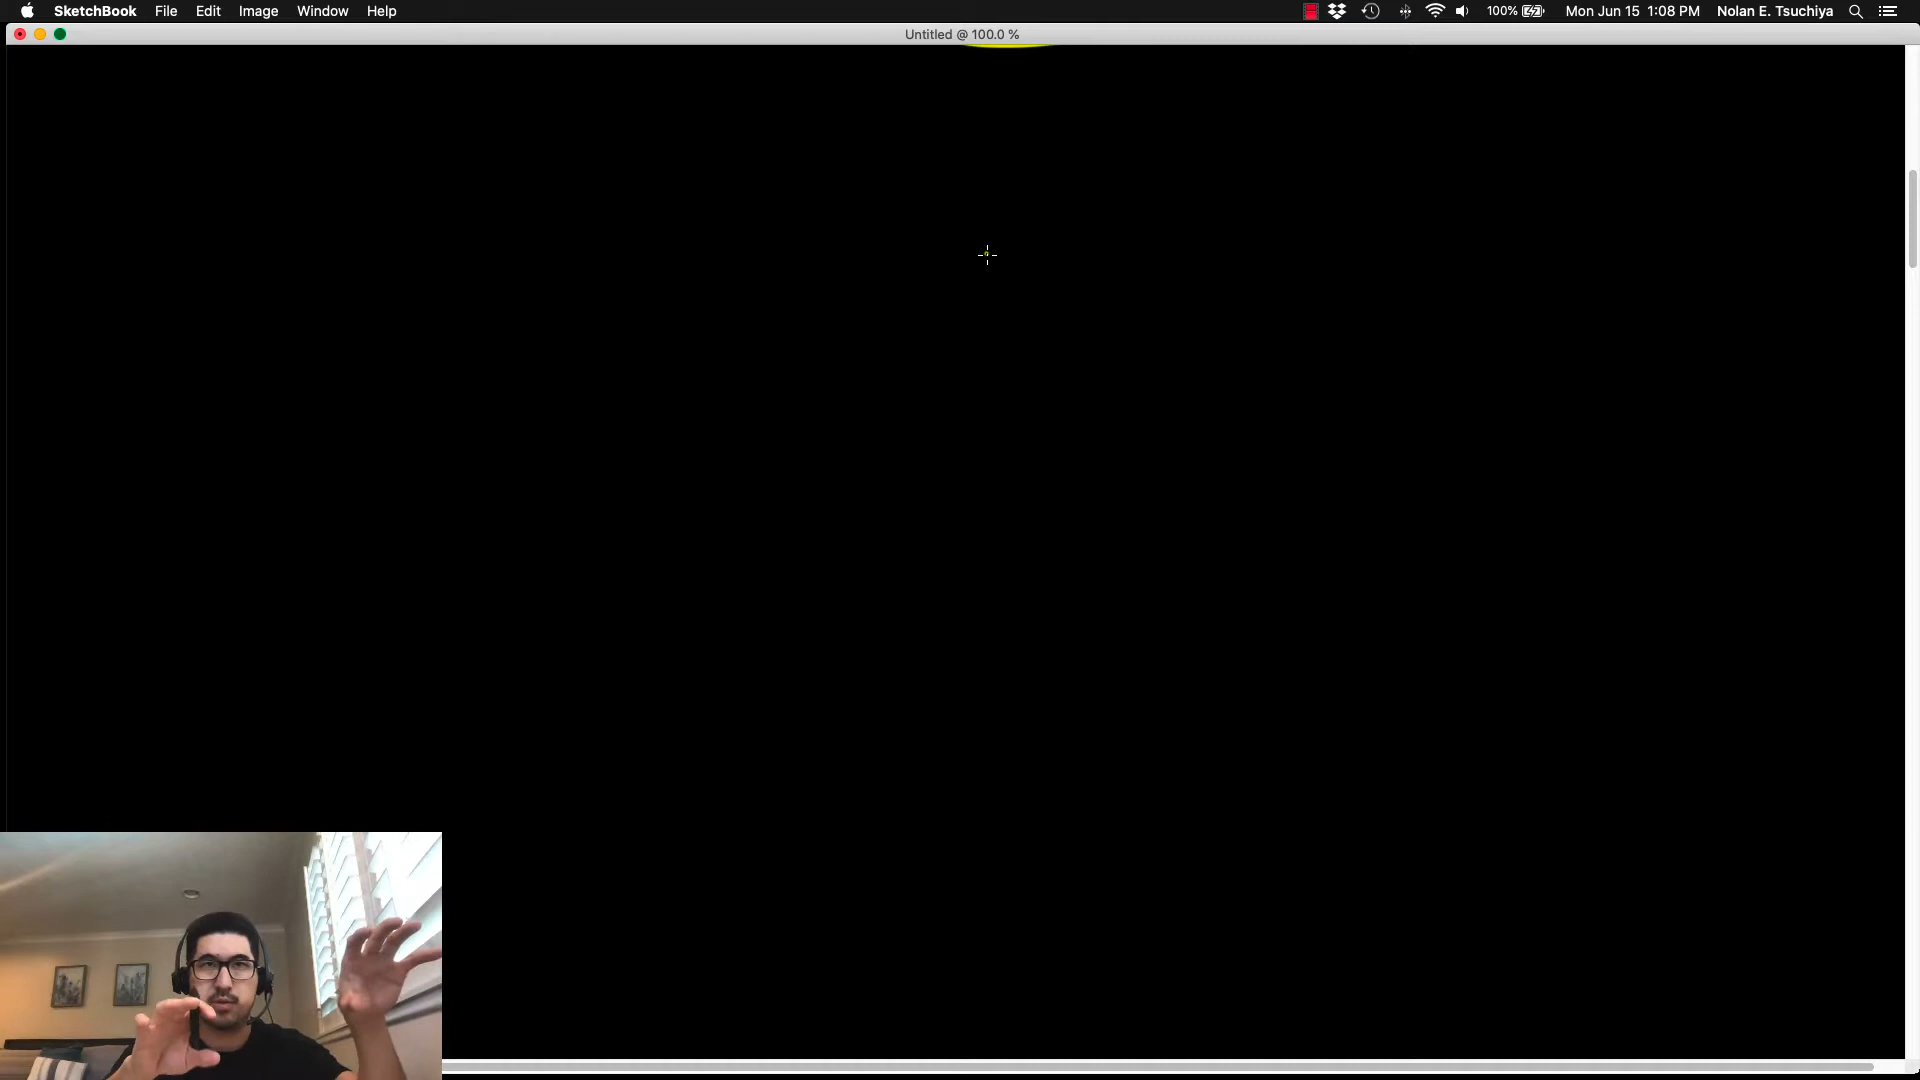 SketchBook File Edit Image Window Help 100% Mon Jun 15 1:08 PM Nolan E. Tsuchiya
Untitled @ 100.0 %